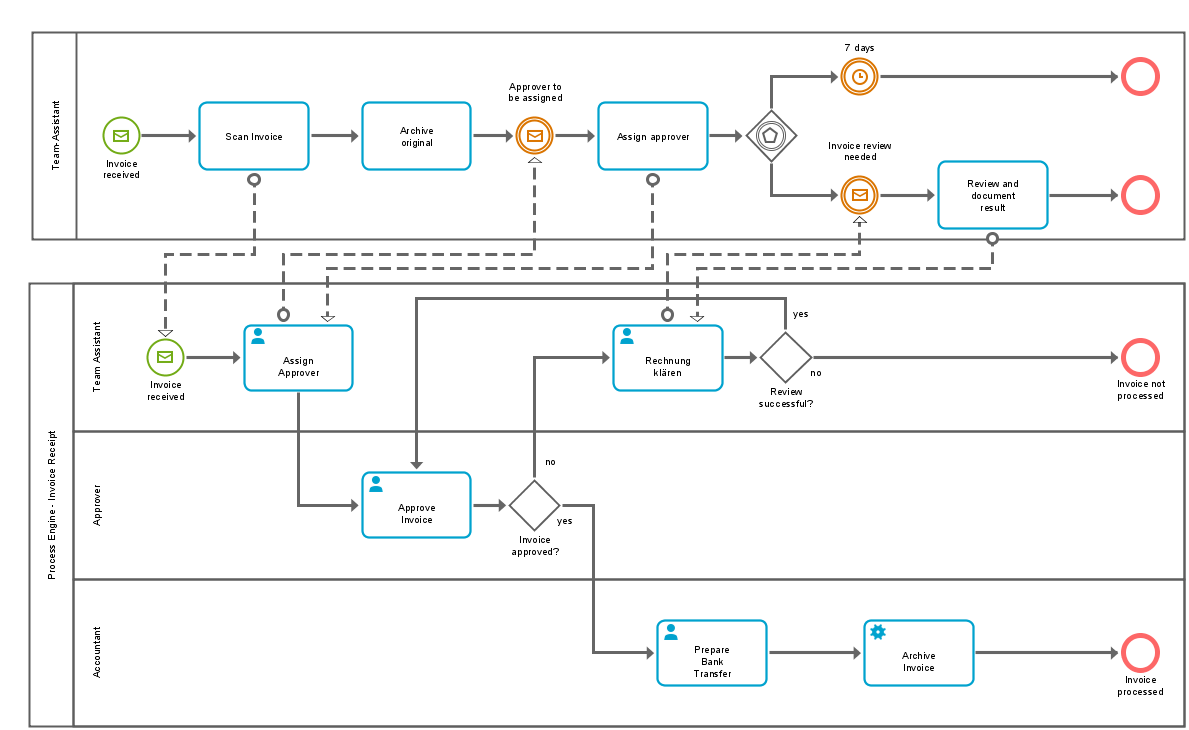 Team-Assistant
Invoice
received
Scan Invoice
Archive
original
Approver to
be assigned
Assign approver
7 days
Invoice review
needed
Review and
document
result
Process Engine - Invoice Receipt
Team Assistant
Invoice
received
Assign
Approver
Rechnung
klären
yes
no
Review
successful?
Invoice not
processed
Approver
Approve
Invoice
no
yes
Invoice
approved?
Accountant
Prepare
Bank
Transfer
Archive
Invoice
Invoice
processed